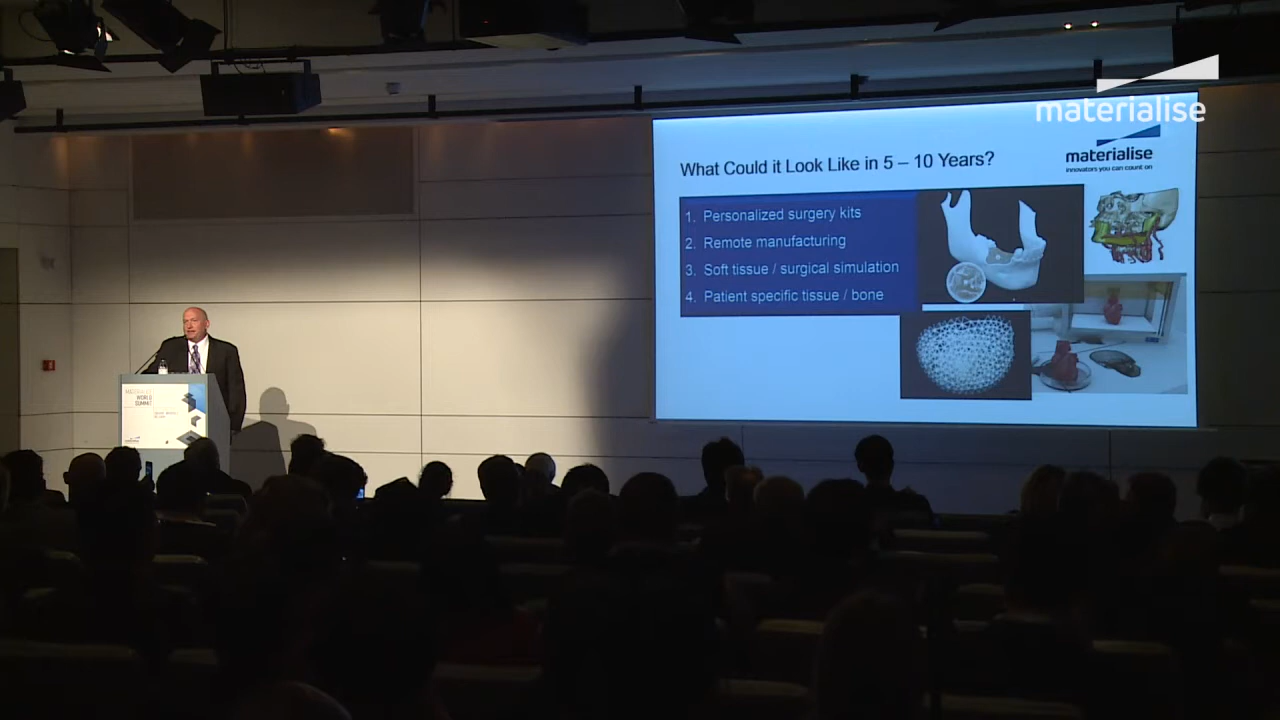 materialise
What Could it Look Like in 5 – 10 Years?
materialise
innovators you can count on
1. Personalized surgery kits
2. Remote manufacturing
3. Soft tissue / surgical simulation
4. Patient specific tissue / bone
MATERIALISE
WORLD
SUMMIT